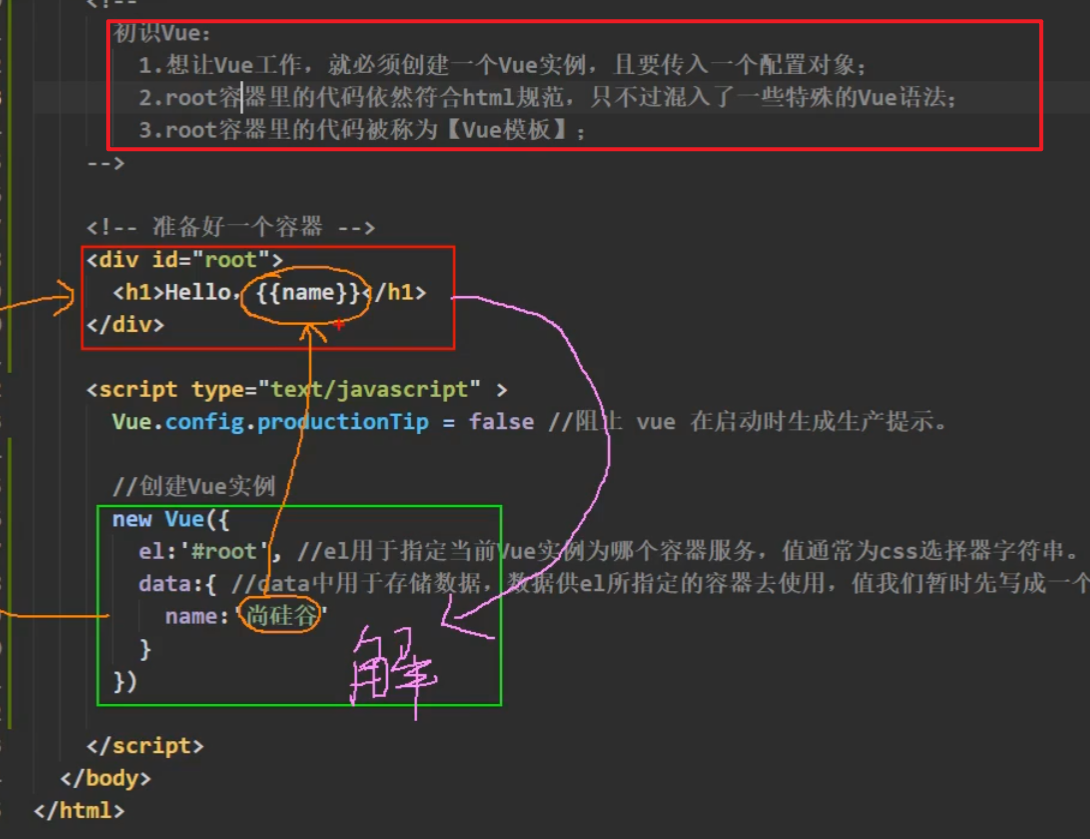 <!--
初识Vue：
1.想让Vue工作，就必须创建一个Vue实例，且要传入一个配置对象；
2.root容器里的代码依然符合html规范，只不过混入了一些特殊的Vue语法；
3.root容器里的代码被称为【Vue模板】；
-->
<!-- 准备好一个容器 -->
<div id="root">
<h1>Hello，{{name}}</h1>
</div>
<script type="text/javascript" >
Vue.config.productionTip = false //阻止 vue 在启动时生成生产提示。
//创建Vue实例
new Vue({
el:'#root', //el用于指定当前Vue实例为哪个容器服务，值通常为css选择器字符串。
data:{ //data中用于存储数据，数据供el所指定的容器去使用，值我们暂时先写成一个
name:'尚硅谷'
}
})
解
</script>
</body>
</html>